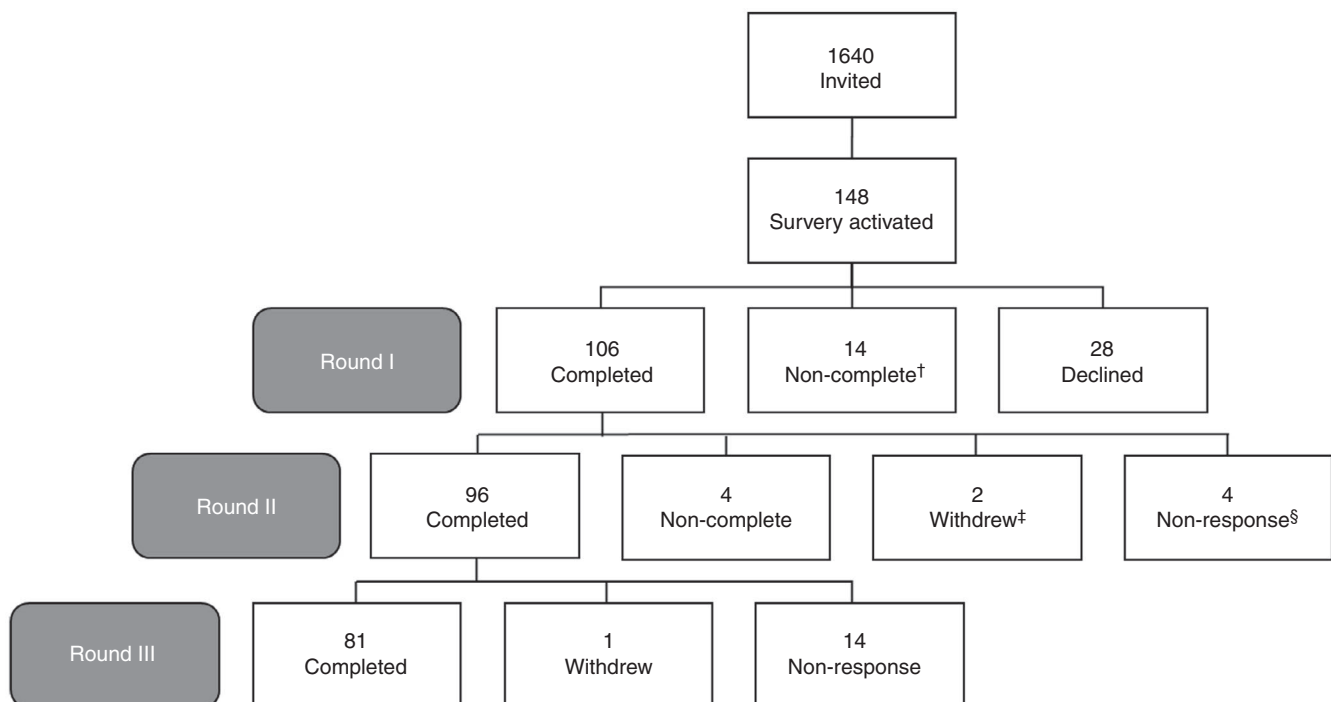 1640
Invited
148
Survery activated
Round I
106
Completed
14
Non-complete†
28
Declined
Round II
96
Completed
4
Non-complete
2
Withdrew‡
4
Non-response§
Round III
81
Completed
1
Withdrew
14
Non-response